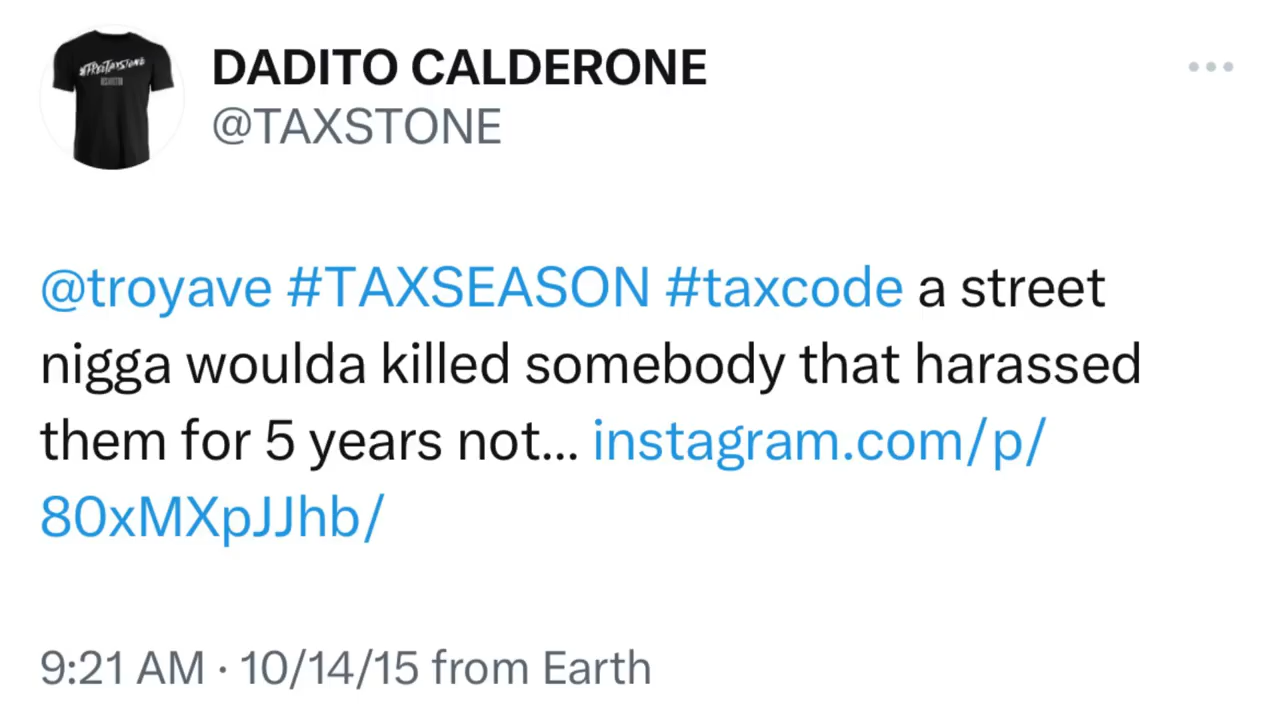 #FREETAXSTONE
DADITO CALDERONE
@TAXSTONE
@troyave #TAXSEASON #taxcode a street
nigga woulda killed somebody that harassed
them for 5 years not... instagram.com/p/
80xMXpJJhb/
9:21 AM · 10/14/15 from Earth